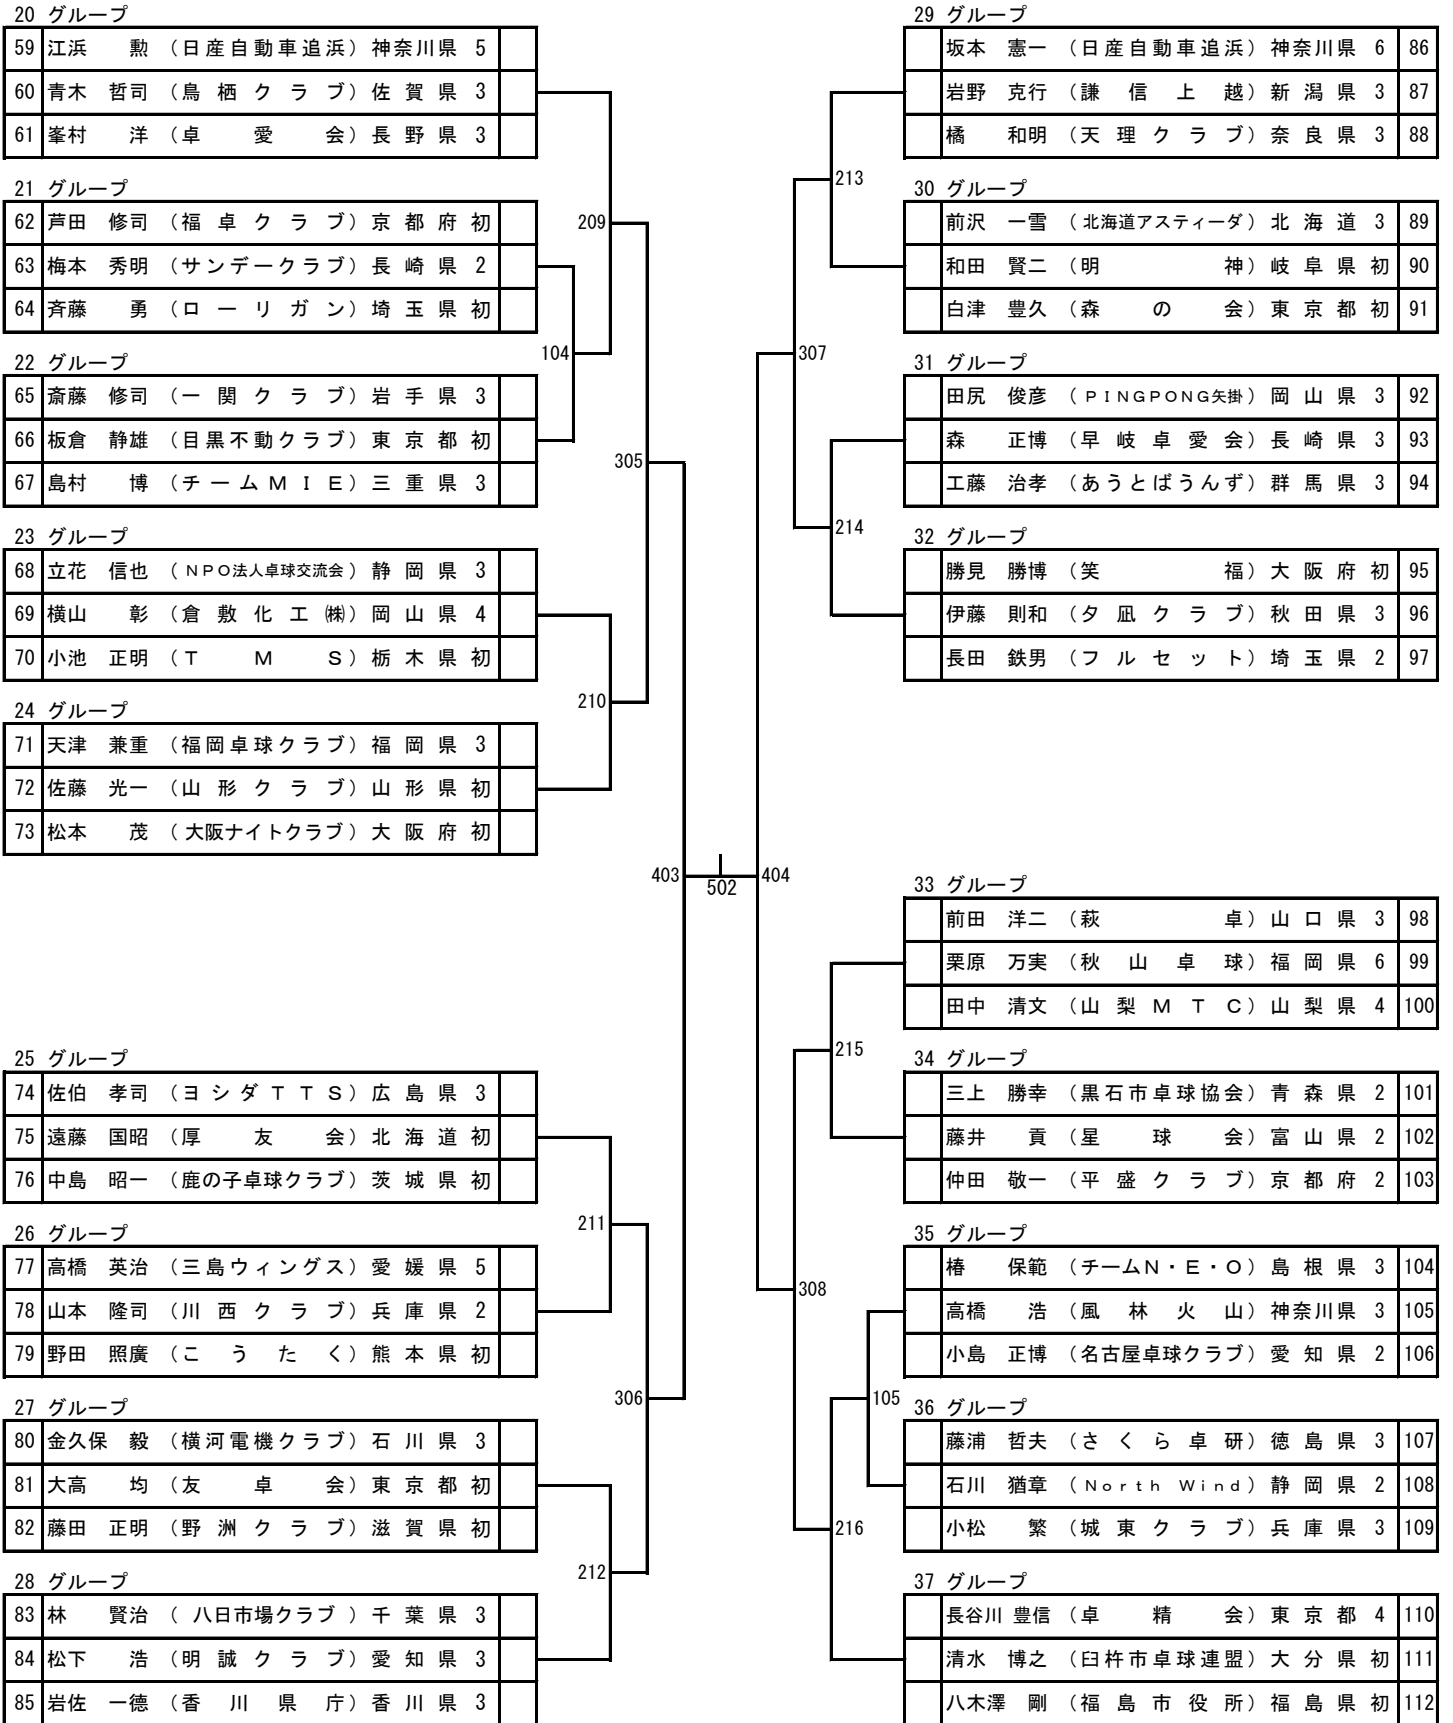 20 グループ
59 江浜 勲 （日産自動車追浜）神奈川県 5
60 青木 哲司 （鳥栖クラブ）佐賀県 3
61 峯村 洋 （卓愛会）長野県 3
21 グループ
62 芦田 修司 （福卓クラブ）京都府 初
63 梅本 秀明 （サンデークラブ）長崎県 2
64 斉藤 勇 （ローリガン）埼玉県 初
22 グループ
65 斎藤 修司 （一関クラブ）岩手県 3
66 板倉 静雄 （目黒不動クラブ）東京都 初
67 島村 博 （チームＭＩＥ）三重県 3
23 グループ
68 立花 信也 （ＮＰＯ法人卓球交流会）静岡県 3
69 横山 彰 （倉敷化工㈱）岡山県 4
70 小池 正明 （ＴＭＳ）栃木県 初
24 グループ
71 天津 兼重 （福岡卓球クラブ）福岡県 3
72 佐藤 光一 （山形クラブ）山形県 初
73 松本 茂 （大阪ナイトクラブ）大阪府 初
25 グループ
74 佐伯 孝司 （ヨシダＴＴＳ）広島県 3
75 遠藤 国昭 （厚友会）北海道 初
76 中島 昭一 （鹿の子卓球クラブ）茨城県 初
26 グループ
77 高橋 英治 （三島ウィングス）愛媛県 5
78 山本 隆司 （川西クラブ）兵庫県 2
79 野田 照廣 （こうたく）熊本県 初
27 グループ
80 金久保 毅 （横河電機クラブ）石川県 3
81 大高 均 （友卓会）東京都 初
82 藤田 正明 （野洲クラブ）滋賀県 初
28 グループ
83 林 賢治 （八日市場クラブ）千葉県 3
84 松下 浩 （明誠クラブ）愛知県 3
85 岩佐 一徳 （香川県庁）香川県 3
104
209
210
211
212
305
306
403
502
404
307
308
213
214
215
216
105
29 グループ
坂本 憲一 （日産自動車追浜）神奈川県 6 86
岩野 克行 （謙信上越）新潟県 3 87
橘 和明 （天理クラブ）奈良県 3 88
30 グループ
前沢 一雪 （北海道アスティーダ）北海道 3 89
和田 賢二 （明神）岐阜県 初 90
白津 豊久 （森の会）東京都 初 91
31 グループ
田尻 俊彦 （ＰＩＮＧＰＯＮＧ矢掛）岡山県 3 92
森 正博 （早岐卓愛会）長崎県 3 93
工藤 治孝 （あうとばうんず）群馬県 3 94
32 グループ
勝見 勝博 （笑福）大阪府 初 95
伊藤 則和 （夕凪クラブ）秋田県 3 96
長田 鉄男 （フルセット）埼玉県 2 97
33 グループ
前田 洋二 （萩卓）山口県 3 98
栗原 万実 （秋山卓球）福岡県 6 99
田中 清文 （山梨ＭＴＣ）山梨県 4 100
34 グループ
三上 勝幸 （黒石市卓球協会）青森県 2 101
藤井 貢 （星球会）富山県 2 102
仲田 敬一 （平盛クラブ）京都府 2 103
35 グループ
椿 保範 （チームＮ・Ｅ・Ｏ）島根県 3 104
高橋 浩 （風林火山）神奈川県 3 105
小島 正博 （名古屋卓球クラブ）愛知県 2 106
36 グループ
藤浦 哲夫 （さくら卓研）徳島県 3 107
石川 猶章 （Ｎｏｒｔｈ Ｗｉｎｄ）静岡県 2 108
小松 繁 （城東クラブ）兵庫県 3 109
37 グループ
長谷川 豊信 （卓精会）東京都 4 110
清水 博之 （臼杵市卓球連盟）大分県 初 111
八木澤 剛 （福島市役所）福島県 初 112